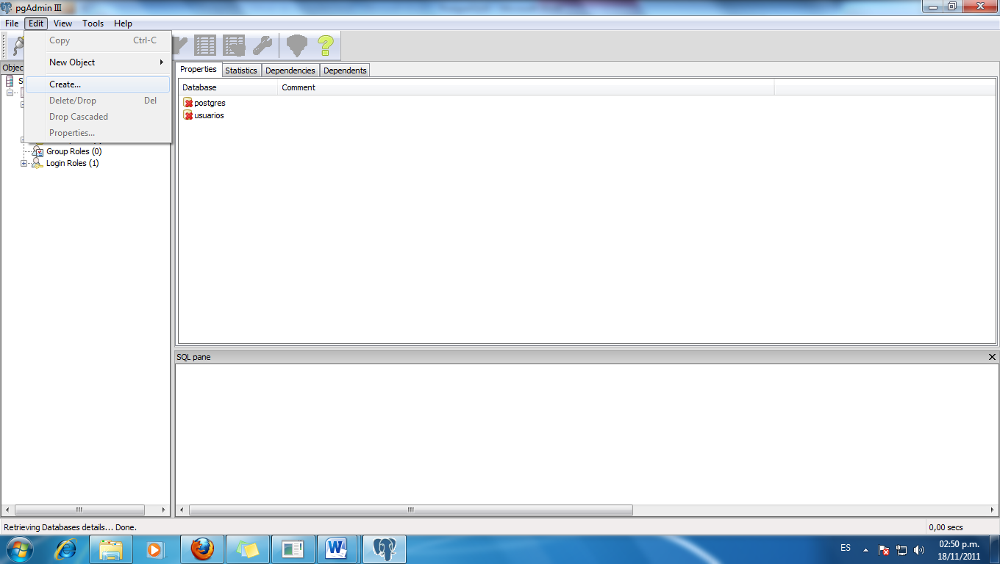 pgAdmin III
File Edit View Tools Help
Copy Ctrl-C
New Object
Create...
Delete/Drop Del
Drop Cascaded
Properties...
Objec
S
Group Roles (0)
Login Roles (1)
Properties Statistics Dependencies Dependents
Database Comment
postgres
usuarios
SQL pane
Retrieving Databases details... Done. 0,00 secs
ES
02:50 p.m.
18/11/2011